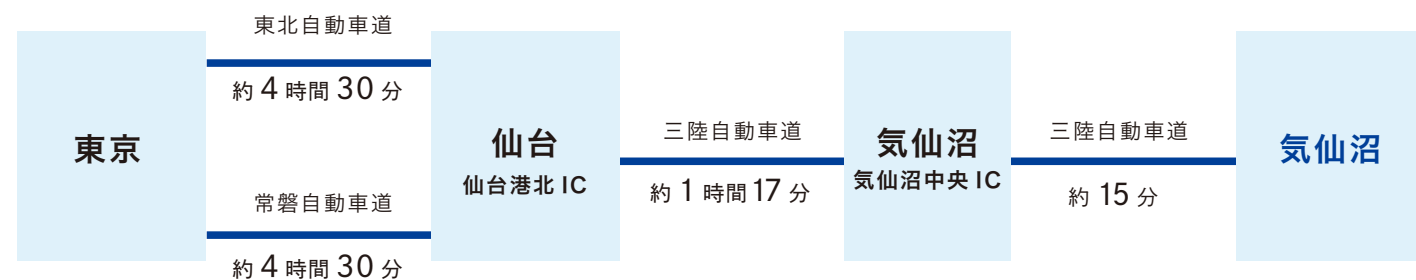 東京
東北自動車道
約 4 時間 30 分
常磐自動車道
約 4 時間 30 分
仙台
仙台港北 IC
三陸自動車道
約 1 時間 17 分
気仙沼
気仙沼中央 IC
三陸自動車道
約 15 分
気仙沼